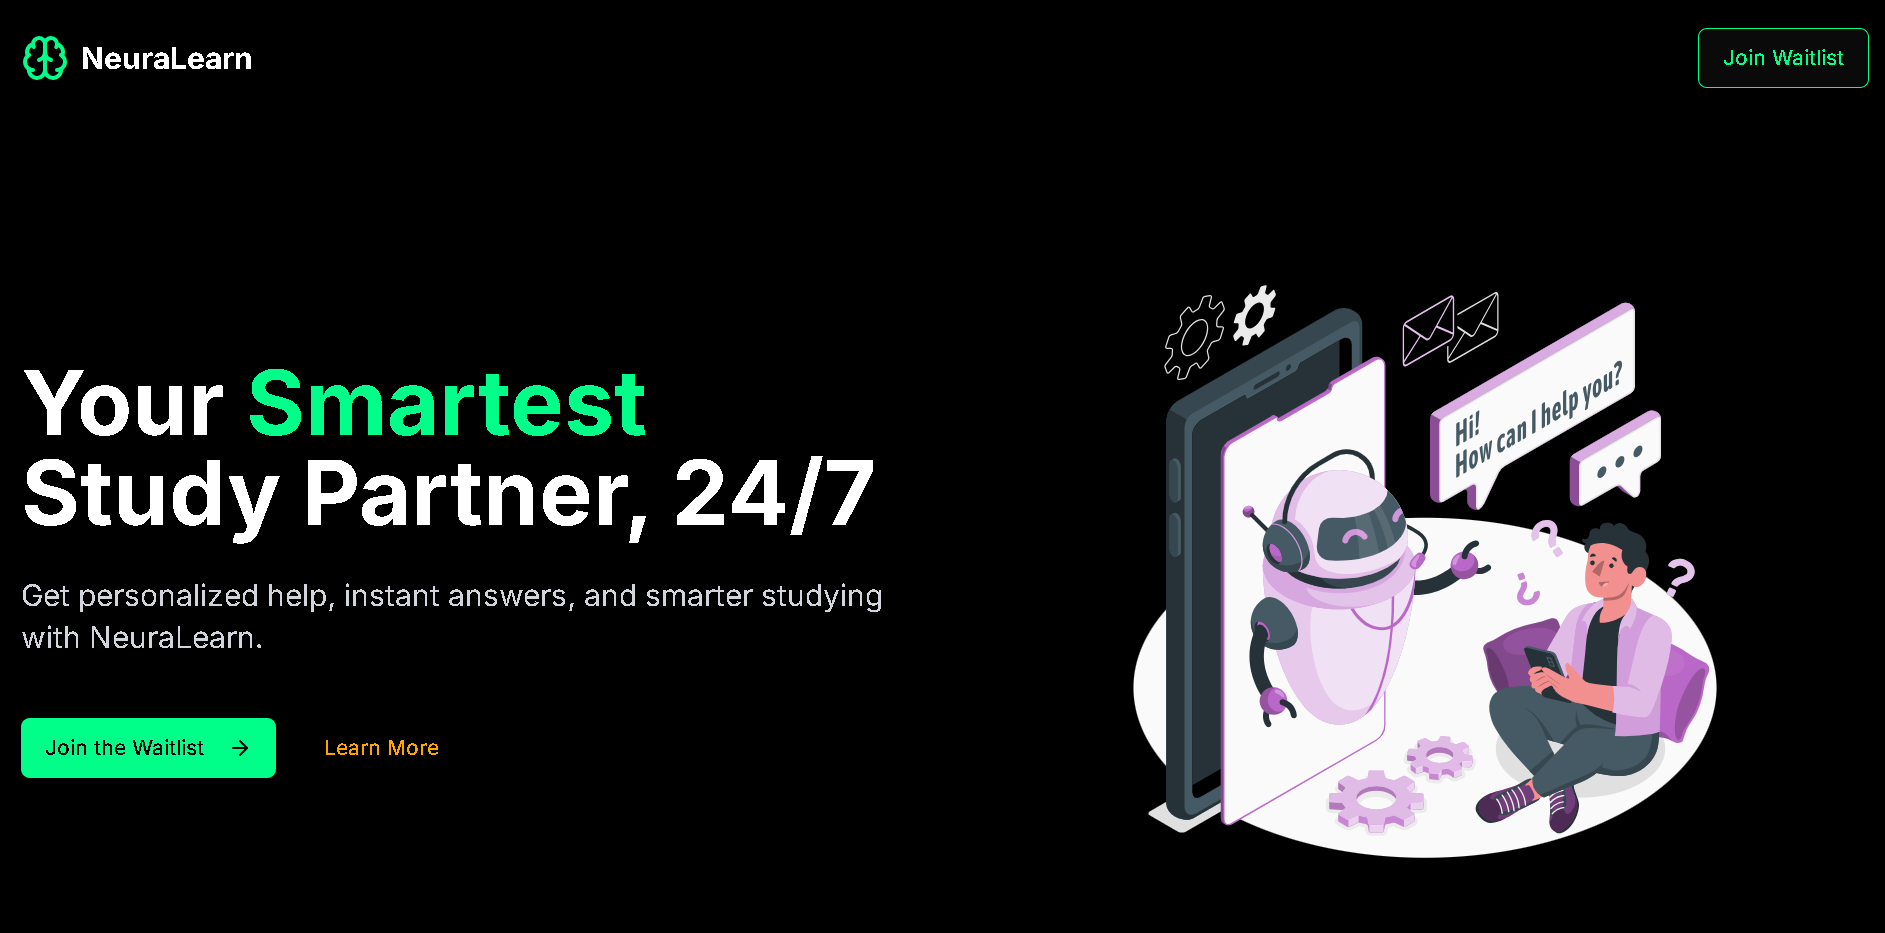 NeuraLearn
Join Waitlist
Your Smartest
Study Partner, 24/7
Get personalized help, instant answers, and smarter studying
with NeuraLearn.
Join the Waitlist
Learn More
Hi!
How can I help you?